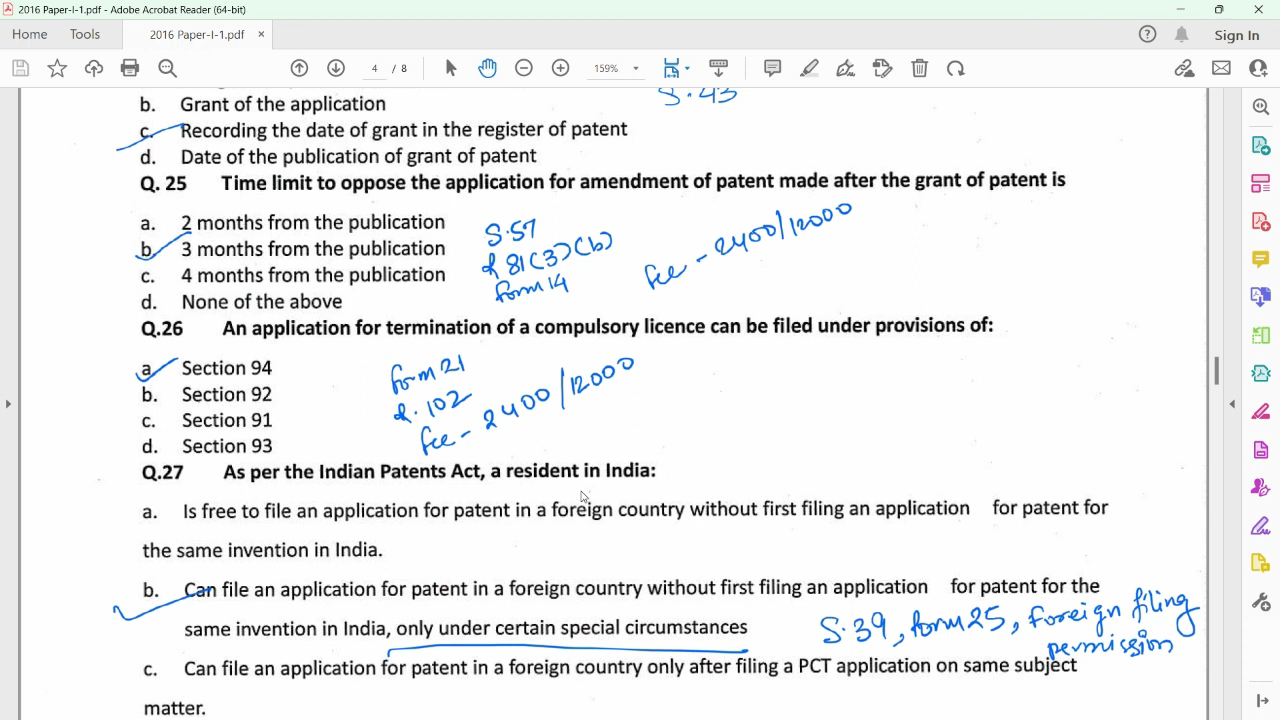 2016 Paper-I-1.pdf - Adobe Acrobat Reader (64-bit)
Home Tools 2016 Paper-I-1.pdf × Sign In
4 / 8 159%
b. Grant of the application S.43
c. Recording the date of grant in the register of patent
d. Date of the publication of grant of patent
Q. 25 Time limit to oppose the application for amendment of patent made after the grant of patent is
a. 2 months from the publication
b. 3 months from the publication
c. 4 months from the publication
d. None of the above
S.57
R 81(3)(b)
form 14
fee - 2400/12000
Q.26 An application for termination of a compulsory licence can be filed under provisions of:
a. Section 94
b. Section 92
c. Section 91
d. Section 93
form 21
R. 102
fee - 2400/12000
Q.27 As per the Indian Patents Act, a resident in India:
a. Is free to file an application for patent in a foreign country without first filing an application for patent for
the same invention in India.
b. Can file an application for patent in a foreign country without first filing an application for patent for the
same invention in India, only under certain special circumstances
S.39, form 25, foreign filing
permission
c. Can file an application for patent in a foreign country only after filing a PCT application on same subject
matter.